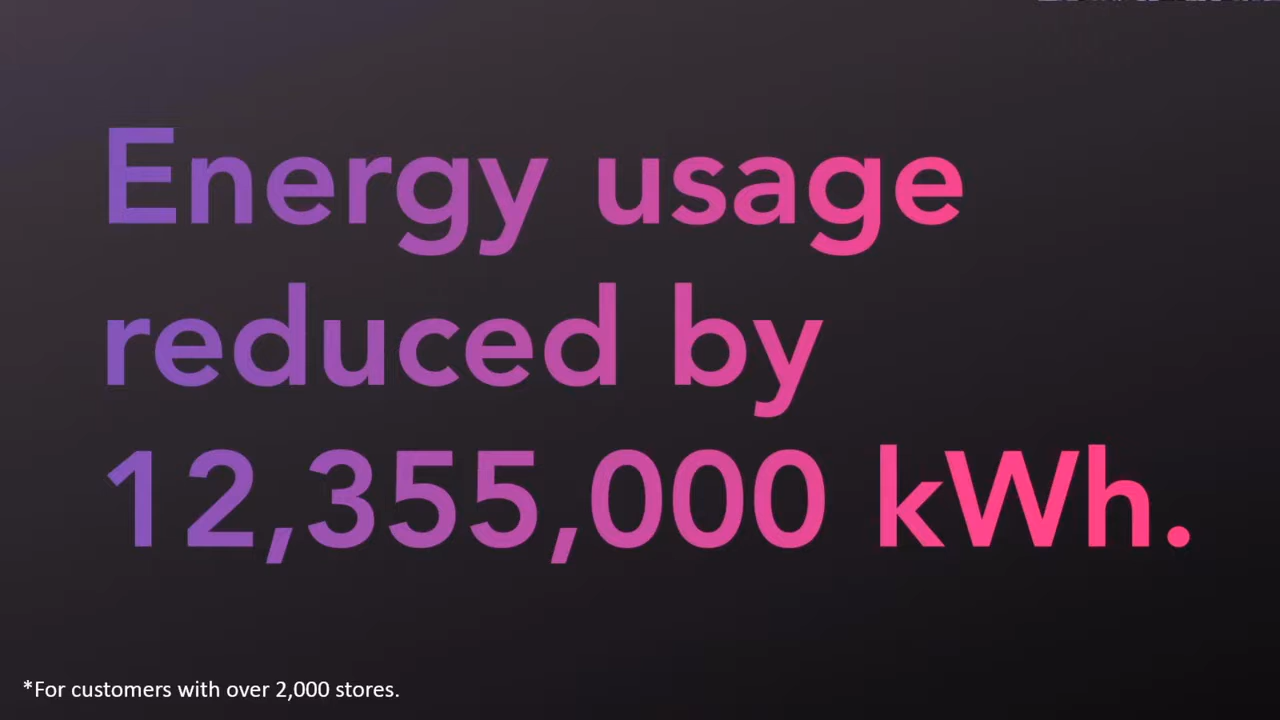 Energy usage
reduced by
12,355,000 kWh.
*For customers with over 2,000 stores.